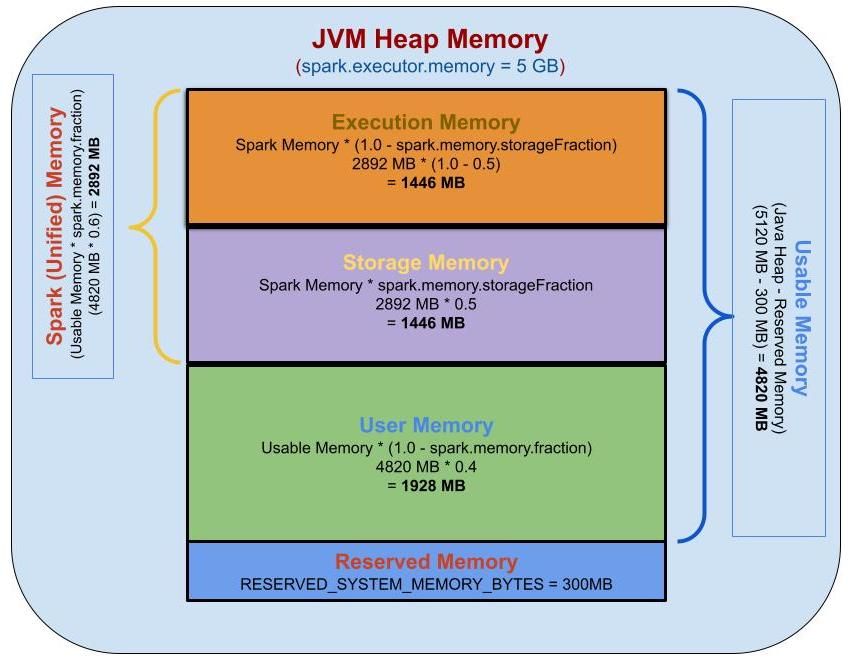 JVM Heap Memory
(spark.executor.memory = 5 GB)
Spark (Unified) Memory
(Usable Memory * spark.memory.fraction)
(4820 MB * 0.6) = 2892 MB
Execution Memory
Spark Memory * (1.0 - spark.memory.storageFraction)
2892 MB * (1.0 - 0.5)
= 1446 MB
Storage Memory
Spark Memory * spark.memory.storageFraction
2892 MB * 0.5
= 1446 MB
User Memory
Usable Memory * (1.0 - spark.memory.fraction)
4820 MB * 0.4
= 1928 MB
Reserved Memory
RESERVED_SYSTEM_MEMORY_BYTES = 300MB
Usable Memory
(Java Heap - Reserved Memory)
(5120 MB - 300 MB) = 4820 MB